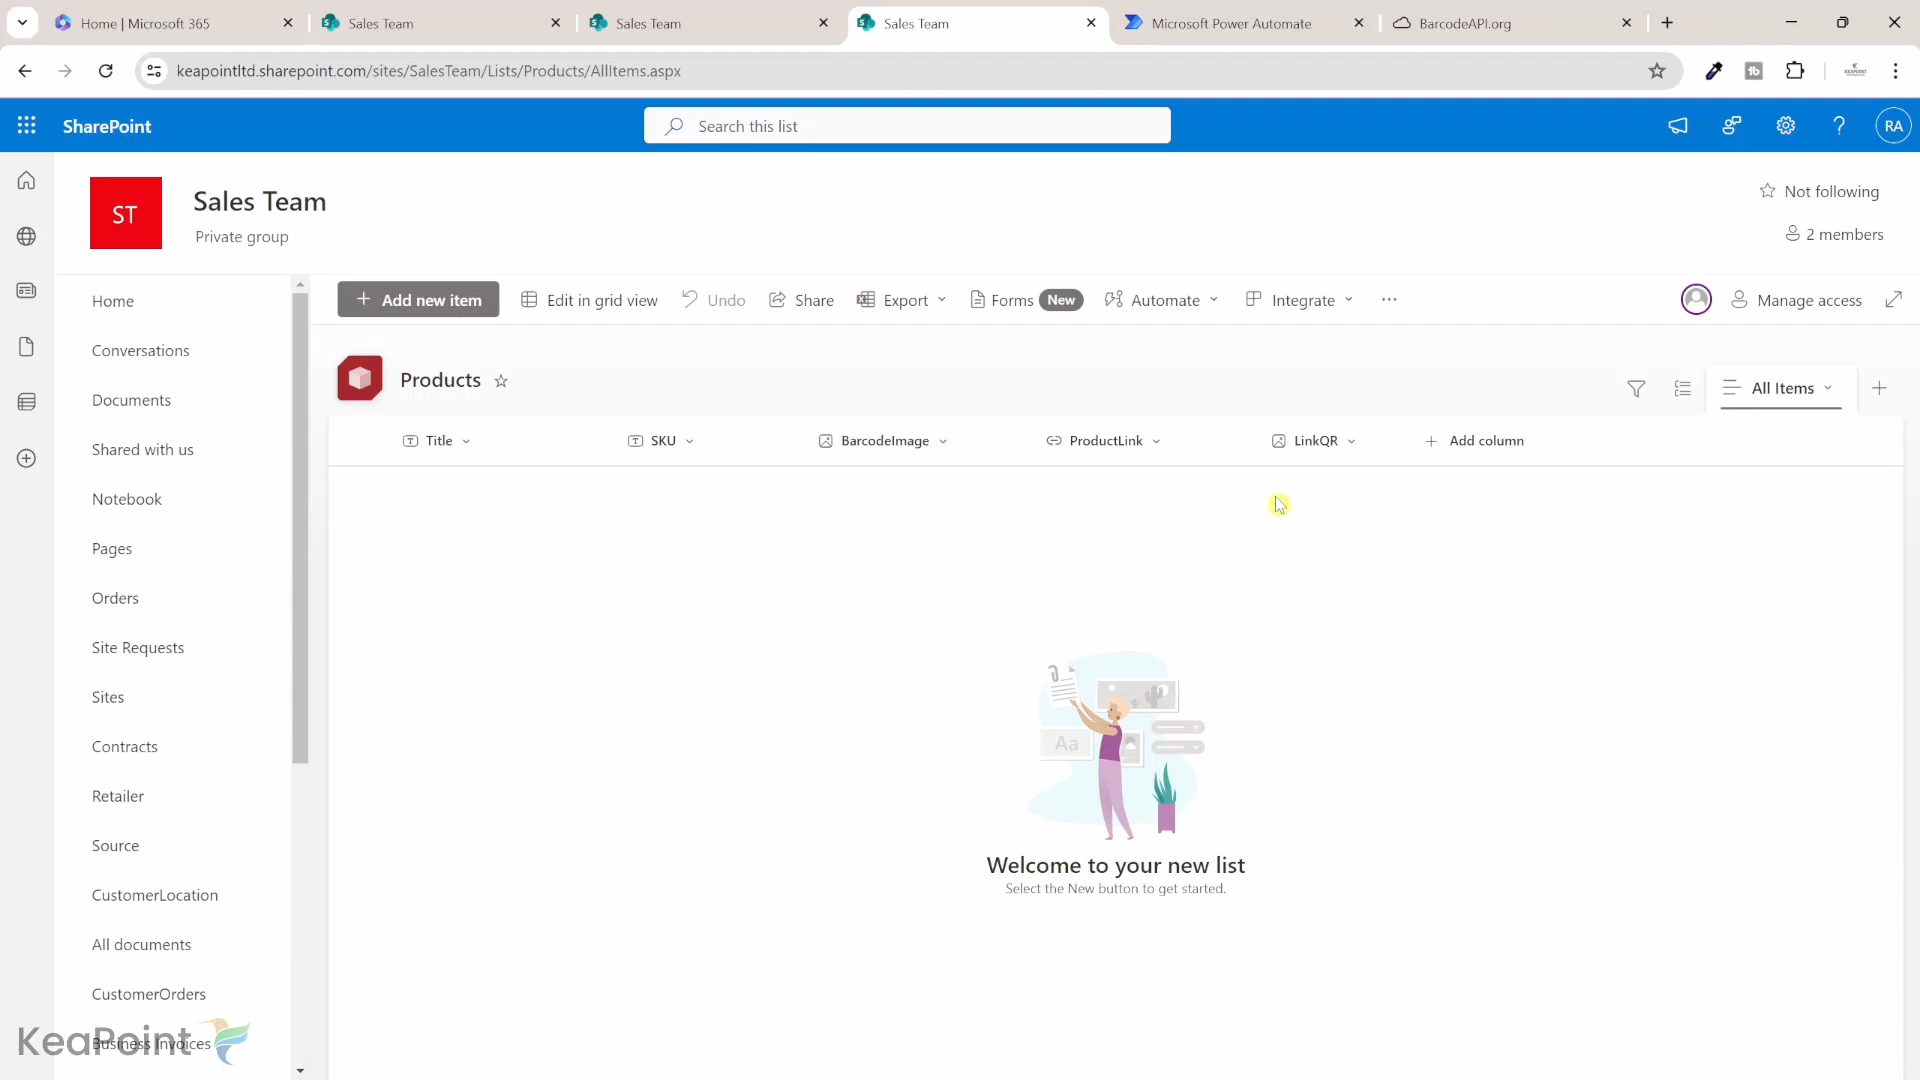 Home | Microsoft 365
Sales Team
Sales Team
Sales Team
Microsoft Power Automate
BarcodeAPI.org
keapointltd.sharepoint.com/sites/SalesTeam/Lists/Products/AllItems.aspx
SharePoint
Search this list
RA
ST
Sales Team
Private group
Not following
2 members
Add new item
Edit in grid view
Undo
Share
Export
Forms New
Automate
Integrate
Manage access
Home
Conversations
Documents
Shared with us
Notebook
Pages
Orders
Site Requests
Sites
Contracts
Retailer
Source
CustomerLocation
All documents
CustomerOrders
Business Invoices
Products
All Items
Title
SKU
BarcodeImage
ProductLink
LinkQR
Add column
Aa
Welcome to your new list
Select the New button to get started.
KeaPoint